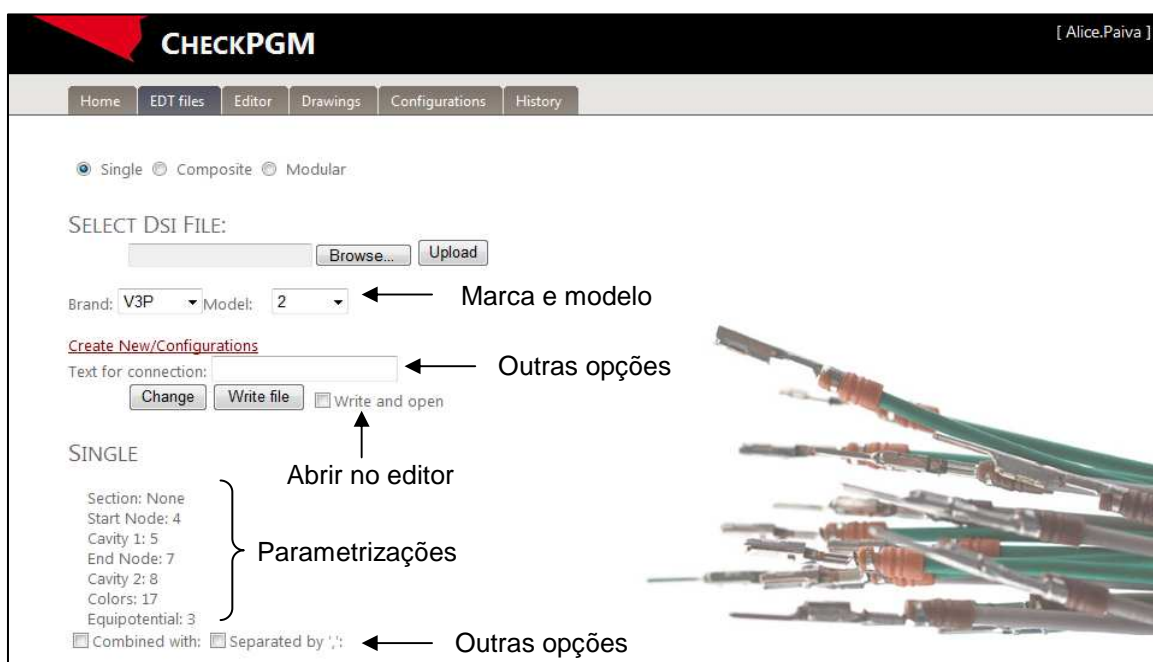 CHECKPGM
[ Alice.Paiva ]
Home EDT files Editor Drawings Configurations History
Single Composite Modular
SELECT DSI FILE:
Browse... Upload
Brand: V3P Model: 2 Marca e modelo
Create New/Configurations
Text for connection: Outras opções
Change Write file Write and open
Abrir no editor
SINGLE
Section: None
Start Node: 4
Cavity 1: 5
End Node: 7
Parametrizações
Cavity 2: 8
Colors: 17
Equipotential: 3
Combined with: Separated by ',': Outras opções